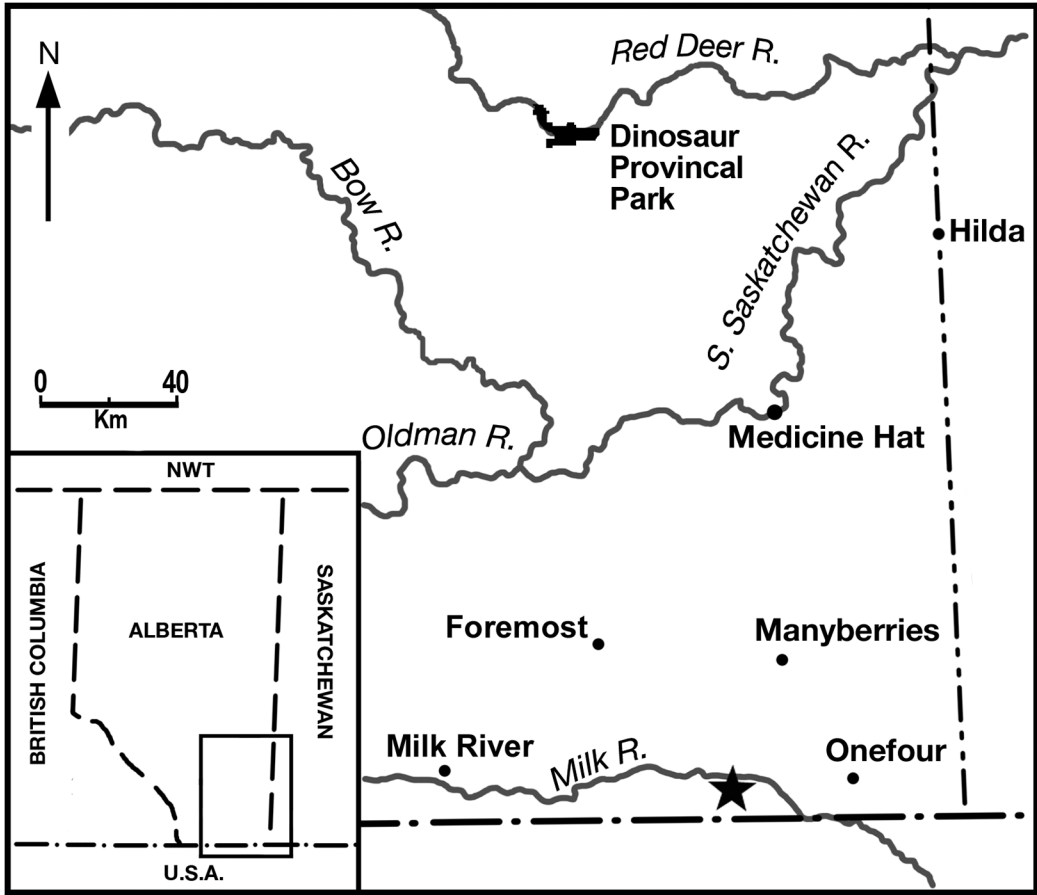 N
Red Deer R.
Dinosaur
Provincal
Park
Bow R.
S. Saskatchewan R.
Hilda
0 40
Km
Oldman R.
Medicine Hat
NWT
BRITISH COLUMBIA
ALBERTA
SASKATCHEWAN
U.S.A.
Foremost
Manyberries
Milk River
Milk R.
Onefour